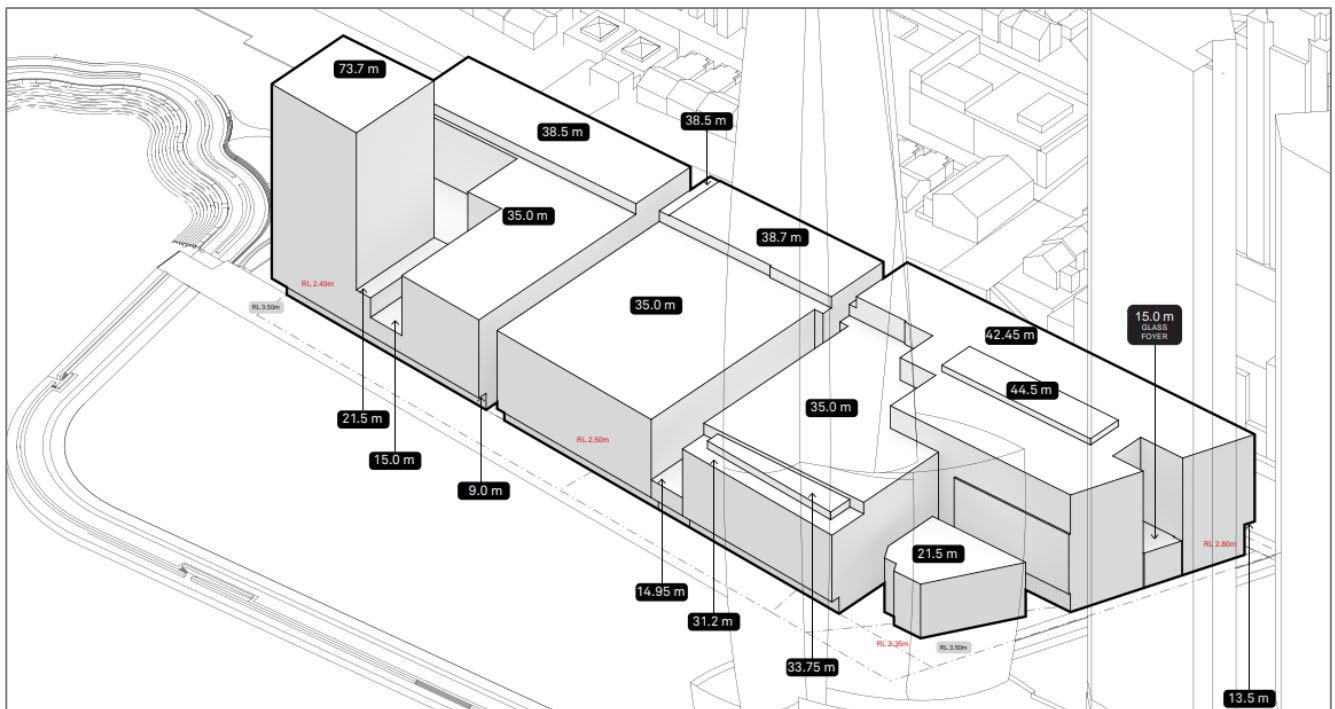 73.7 m
38.5 m
38.5 m
35.0 m
38.7 m
RL 2.49m
RL 3.50m
35.0 m
15.0 m
GLASS
FOYER
42.45 m
44.5 m
35.0 m
21.5 m
RL 2.50m
15.0 m
9.0 m
RL 2.80m
21.5 m
14.95 m
31.2 m
RL 2.35m
RL 3.50m
33.75 m
13.5 m